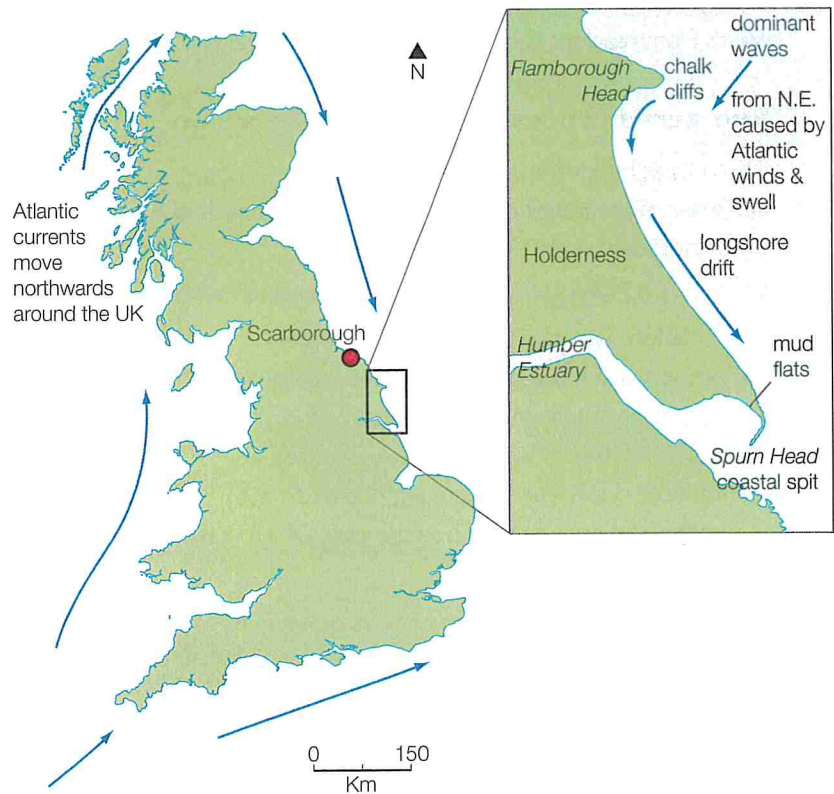 N
Atlantic
currents
move
northwards
around the UK
Scarborough
0 150
Km
Flamborough
Head
chalk
cliffs
dominant
waves
from N.E.
caused by
Atlantic
winds &
swell
longshore
drift
Holderness
Humber
Estuary
mud
flats
Spurn Head
coastal spit